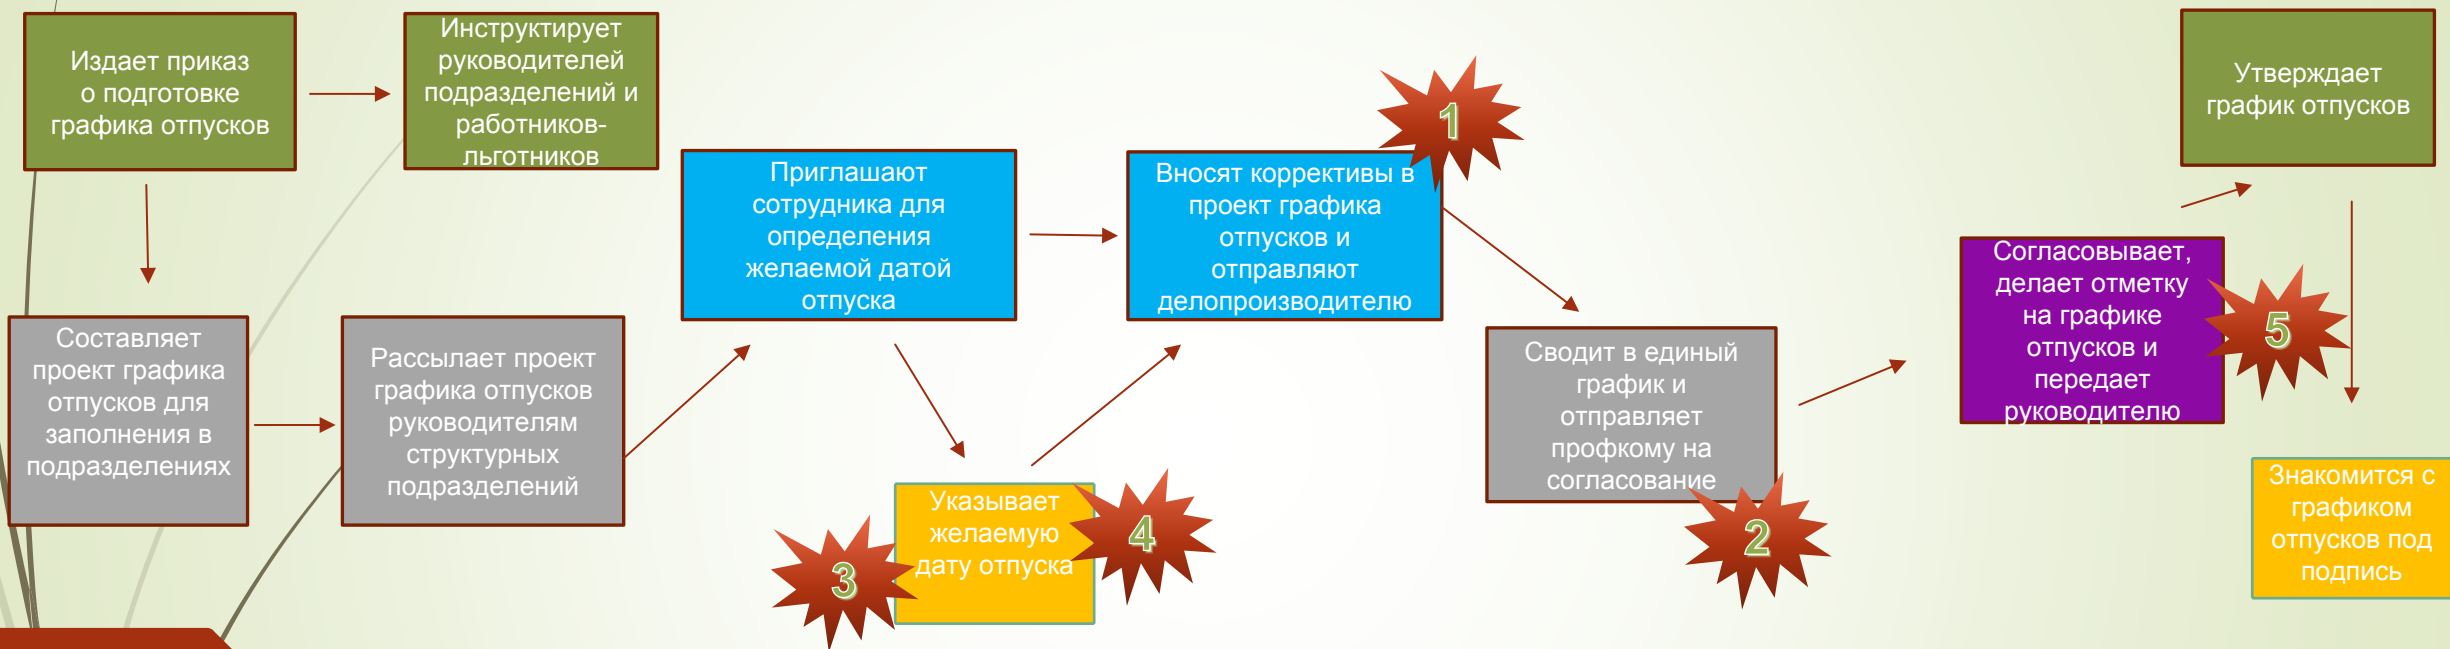 Издает приказ
о подготовке
графика отпусков
Инструктирует
руководителей
подразделений и
работников-
льготников
Составляет
проект графика
отпусков для
заполнения в
подразделениях
Рассылает проект
графика отпусков
руководителям
структурных
подразделений
Приглашают
сотрудника для
определения
желаемой датой
отпуска
3
Указывает
желаемую
дату отпуска
4
1
Вносят коррективы в
проект графика
отпусков и
отправляют
делопроизводителю
Сводит в единый
график и
отправляет
профкому на
согласование
2
Согласовывает,
делает отметку
на графике
отпусков и
передает
руководителю
5
Утверждает
график отпусков
Знакомится с
графиком
отпусков под
подпись